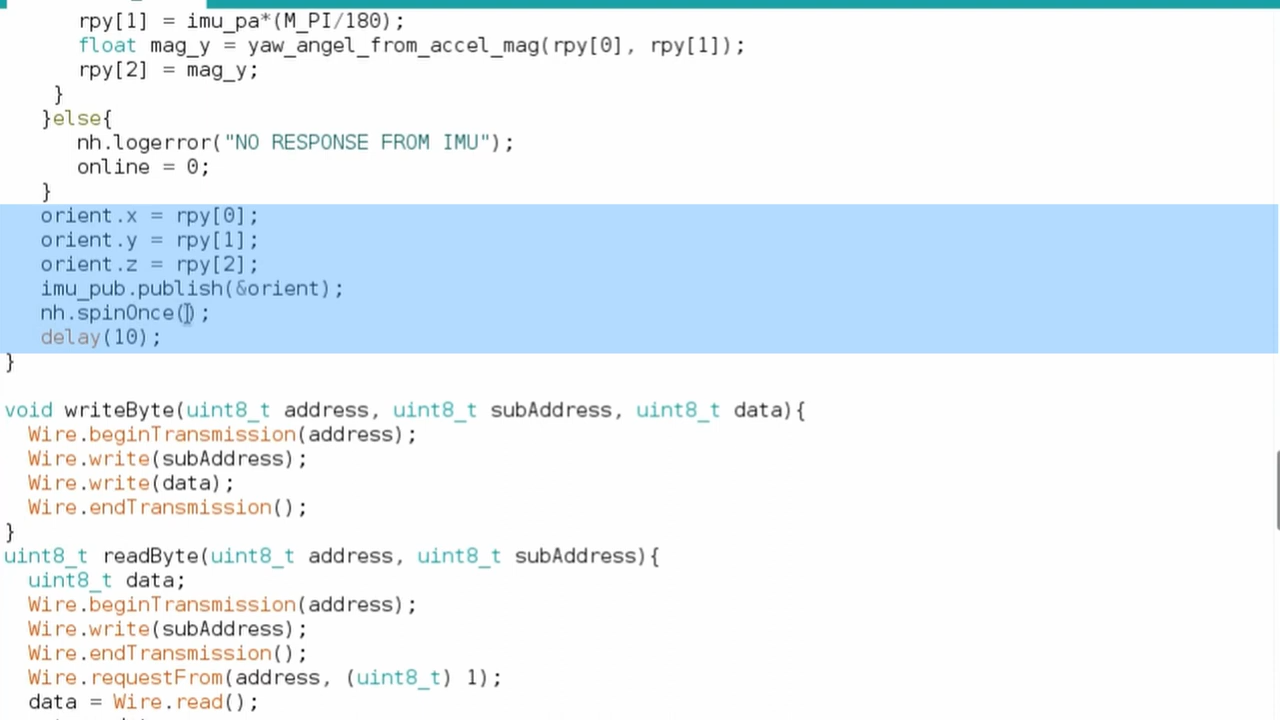 rpy[1] = imu_pa*(M_PI/180);
float mag_y = yaw_angel_from_accel_mag(rpy[0], rpy[1]);
rpy[2] = mag_y;
}
}else{
nh.logerror("NO RESPONSE FROM IMU");
online = 0;
}
orient.x = rpy[0];
orient.y = rpy[1];
orient.z = rpy[2];
imu_pub.publish(&orient);
nh.spinOnce();
delay(10);
}
void writeByte(uint8_t address, uint8_t subAddress, uint8_t data){
Wire.beginTransmission(address);
Wire.write(subAddress);
Wire.write(data);
Wire.endTransmission();
}
uint8_t readByte(uint8_t address, uint8_t subAddress){
uint8_t data;
Wire.beginTransmission(address);
Wire.write(subAddress);
Wire.endTransmission();
Wire.requestFrom(address, (uint8_t) 1);
data = Wire.read();